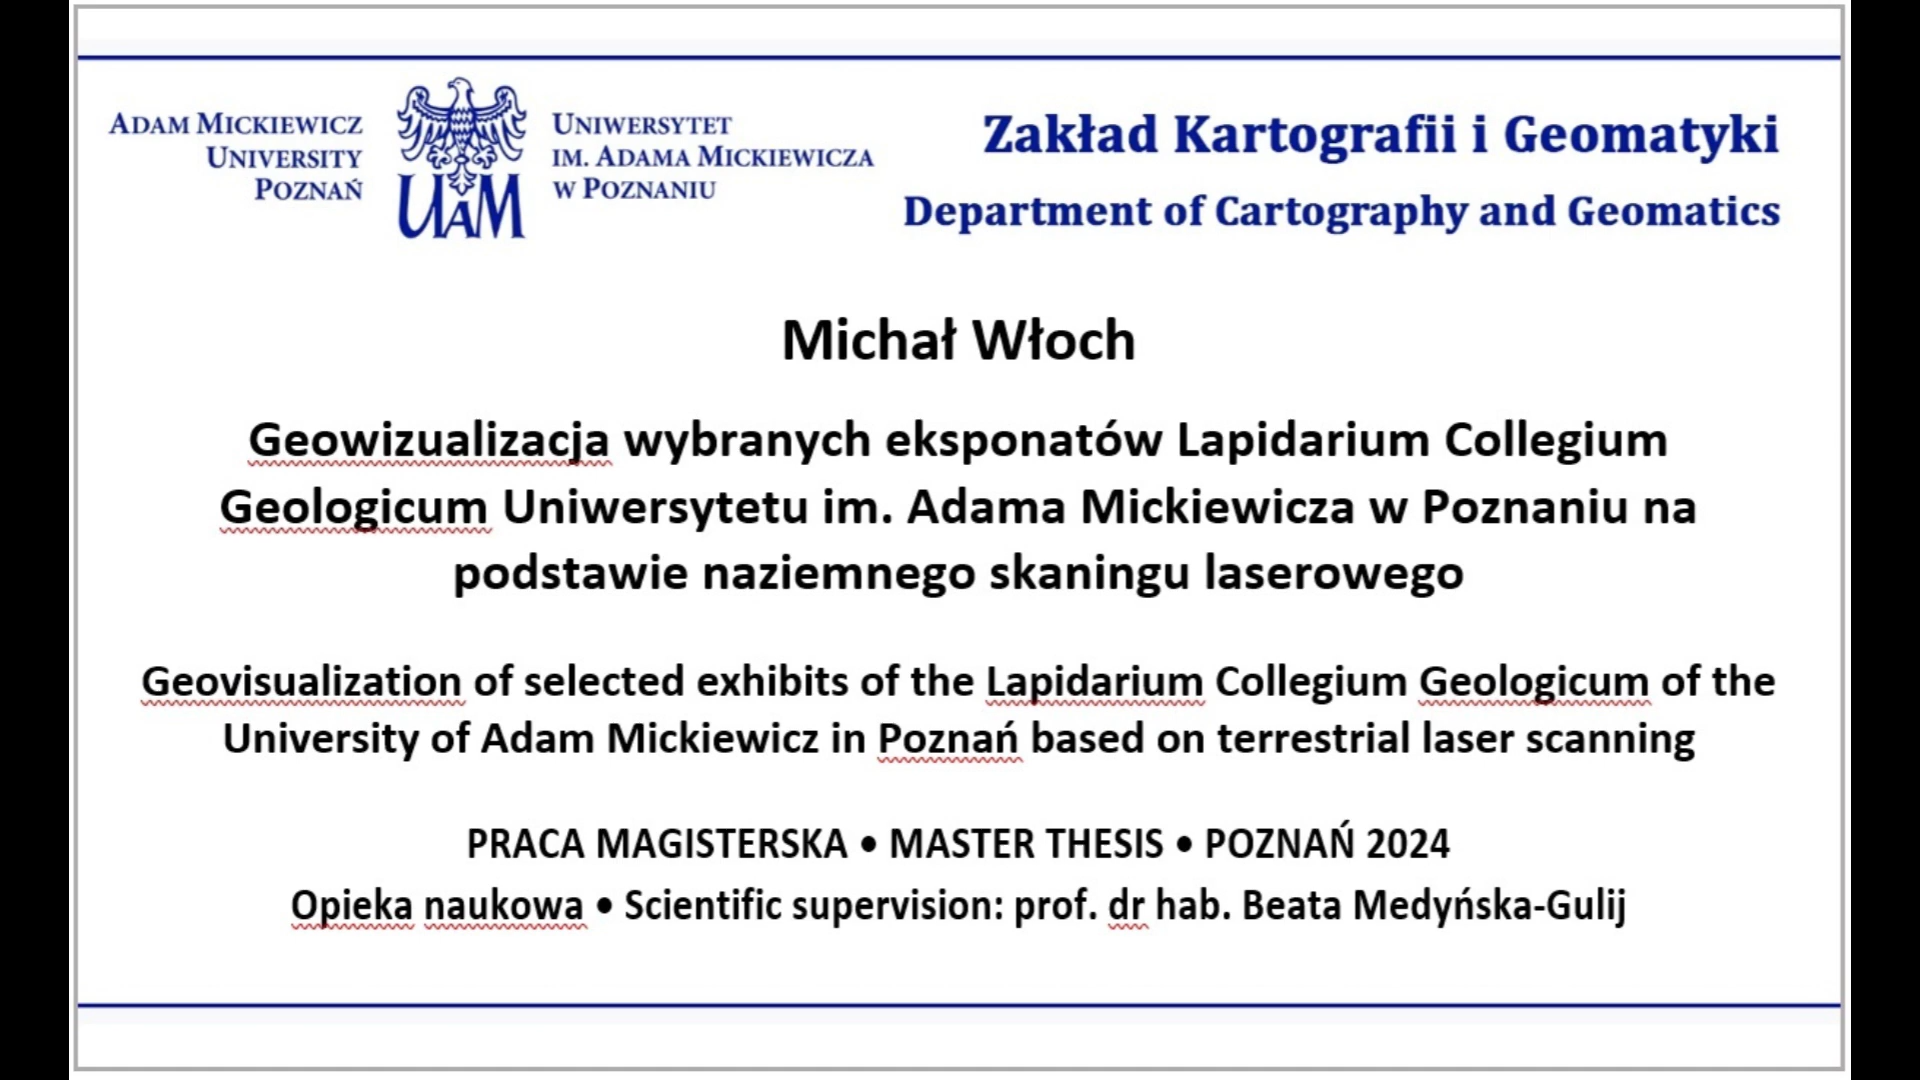 ADAM MICKIEWICZ
UNIVERSITY
POZNAŃ
UAM
UNIWERSYTET
IM. ADAMA MICKIEWICZA
W POZNANIU
Zakład Kartografii i Geomatyki
Department of Cartography and Geomatics
Michał Włoch
Geowizualizacja wybranych eksponatów Lapidarium Collegium
Geologicum Uniwersytetu im. Adama Mickiewicza w Poznaniu na
podstawie naziemnego skaningu laserowego
Geovisualization of selected exhibits of the Lapidarium Collegium Geologicum of the
University of Adam Mickiewicz in Poznań based on terrestrial laser scanning
PRACA MAGISTERSKA • MASTER THESIS • POZNAŃ 2024
Opieka naukowa • Scientific supervision: prof. dr hab. Beata Medyńska-Gulij